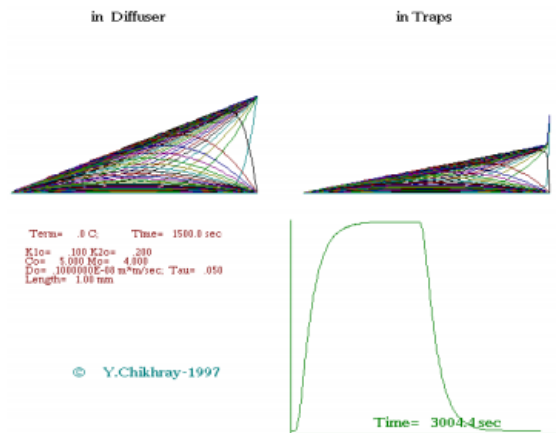 in Diffuser
in Traps
Term= .0 C; Time= 1500.0 sec
K1o= .100 K2o= .200
Co= 5.000 Mo= 4.000
Do= .1000000E-08 m*m/sec; Tau= .050
Length= 1.00 mm
© Y.Chikhray-1997
Time= 3004.4 sec